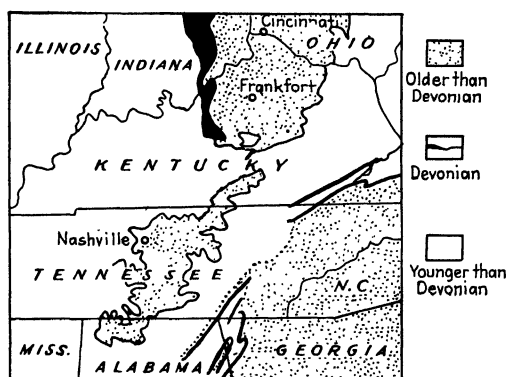 Cincinnati
ILLINOIS
OHIO
INDIANA
Frankfort
Older than
Devonian
KENTUCKY
Devonian
Nashville
TENNESSEE
N.C.
Younger than
Devonian
MISS.
ALABAMA
GEORGIA